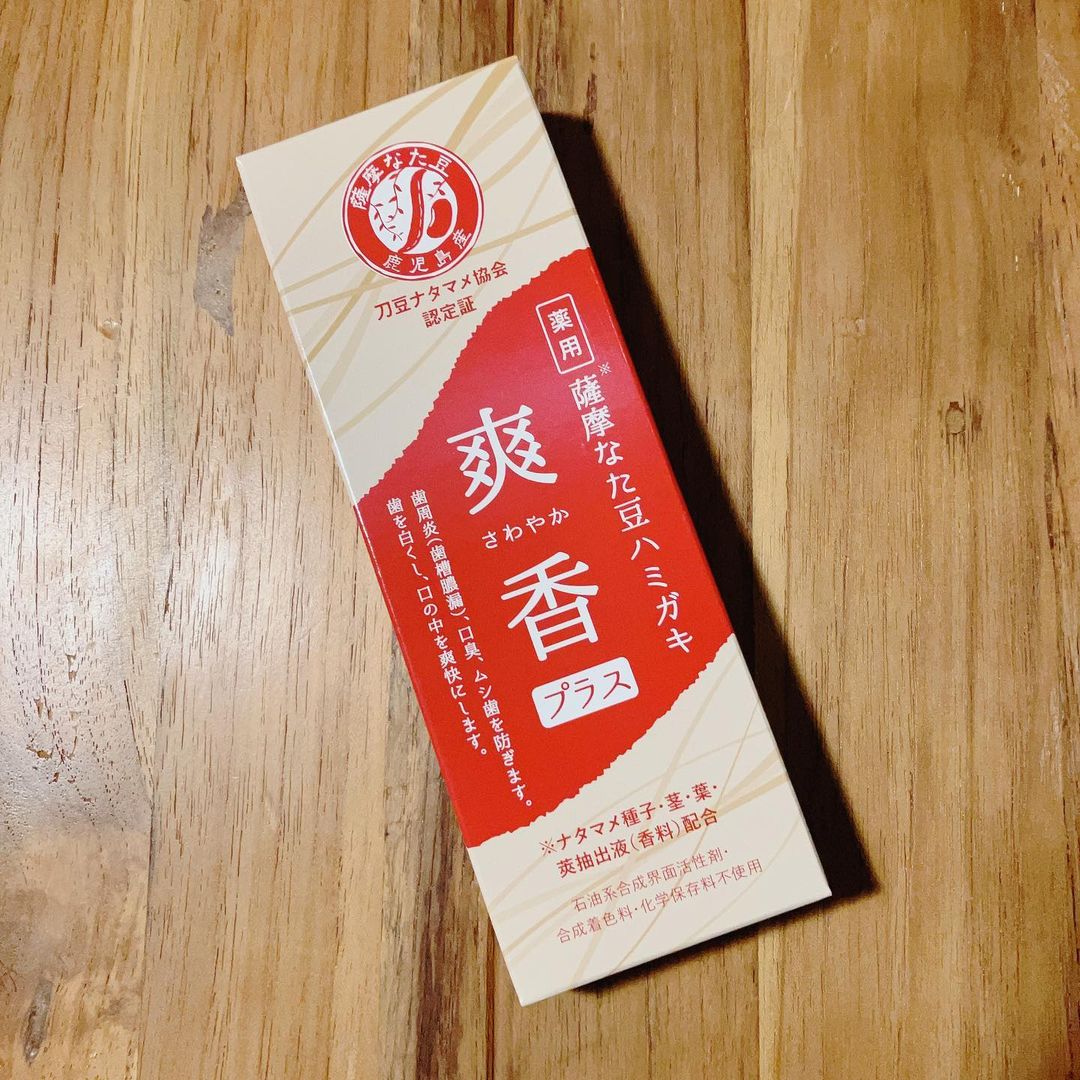 薩摩なた豆
鹿児島産
刀豆ナタマメ協会
認定証
薬用
※薩摩なた豆ハミガキ
爽
さわやか
香
プラス
歯周炎(歯槽膿漏)、口臭、ムシ歯を防ぎます。
歯を白くし、口の中を爽快にします。
※ナタマメ種子・茎・葉・
莢抽出液(香料)配合
石油系合成界面活性剤・
合成着色料・化学保存料不使用